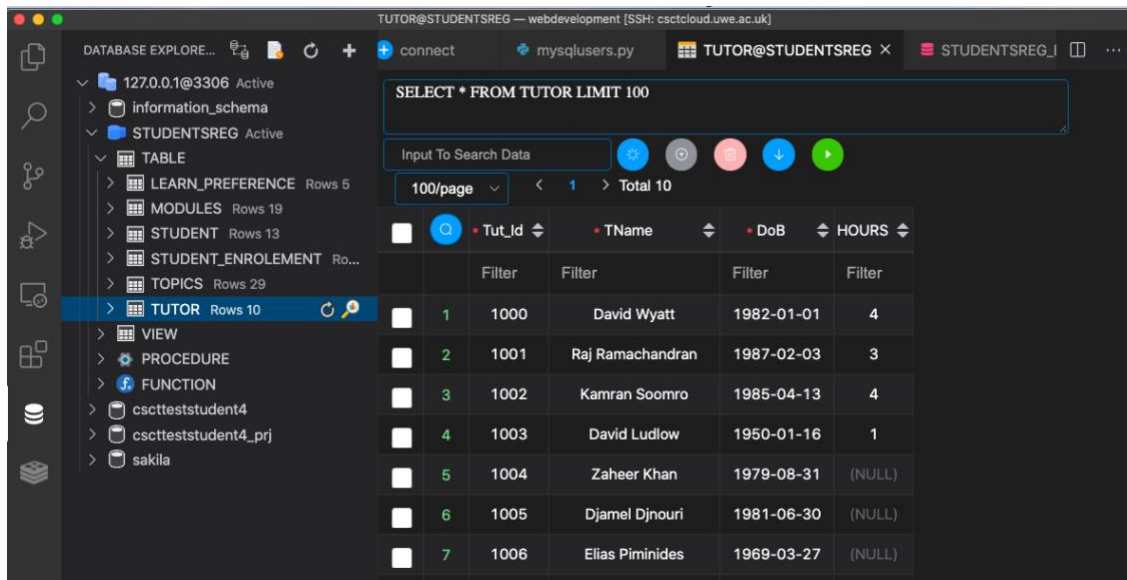 TUTOR@STUDENTSREG — webdevelopment [SSH: csctcloud.uwe.ac.uk]
DATABASE EXPLORE...
connect
mysqlusers.py
TUTOR@STUDENTSREG
STUDENTSREG_
127.0.0.1@3306 Active
information_schema
STUDENTSREG Active
TABLE
LEARN_PREFERENCE Rows 5
MODULES Rows 19
STUDENT Rows 13
STUDENT_ENROLEMENT Ro...
TOPICS Rows 29
TUTOR Rows 10
VIEW
PROCEDURE
FUNCTION
csctteststudent4
csctteststudent4_prj
sakila
SELECT * FROM TUTOR LIMIT 100
Input To Search Data
100/page 1 Total 10
* Tut_Id * TName * DoB HOURS
Filter Filter Filter Filter
1 1000 David Wyatt 1982-01-01 4
2 1001 Raj Ramachandran 1987-02-03 3
3 1002 Kamran Soomro 1985-04-13 4
4 1003 David Ludlow 1950-01-16 1
5 1004 Zaheer Khan 1979-08-31 (NULL)
6 1005 Djamel Djnouri 1981-06-30 (NULL)
7 1006 Elias Piminides 1969-03-27 (NULL)